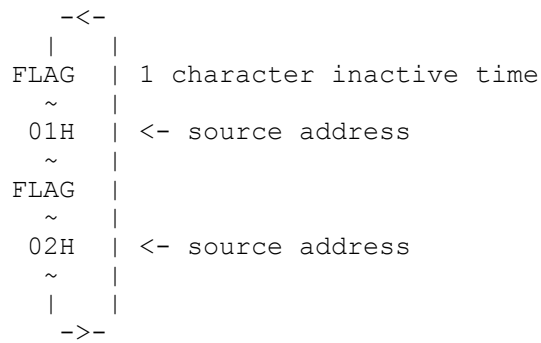 -<-
|    |
FLAG  | 1 character inactive time
~    |
01H  | <- source address
~    |
FLAG  |
~    |
02H  | <- source address
~    |
|    |
->-